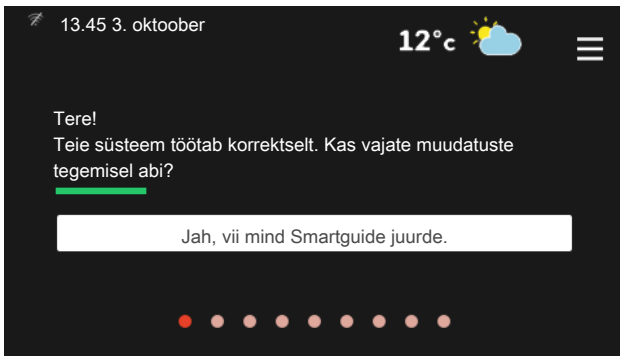 13.45 3. oktoober
12°c
Tere!
Teie süsteem töötab korrektselt. Kas vajate muudatuste
tegemisel abi?
Jah, vii mind Smartguide juurde.